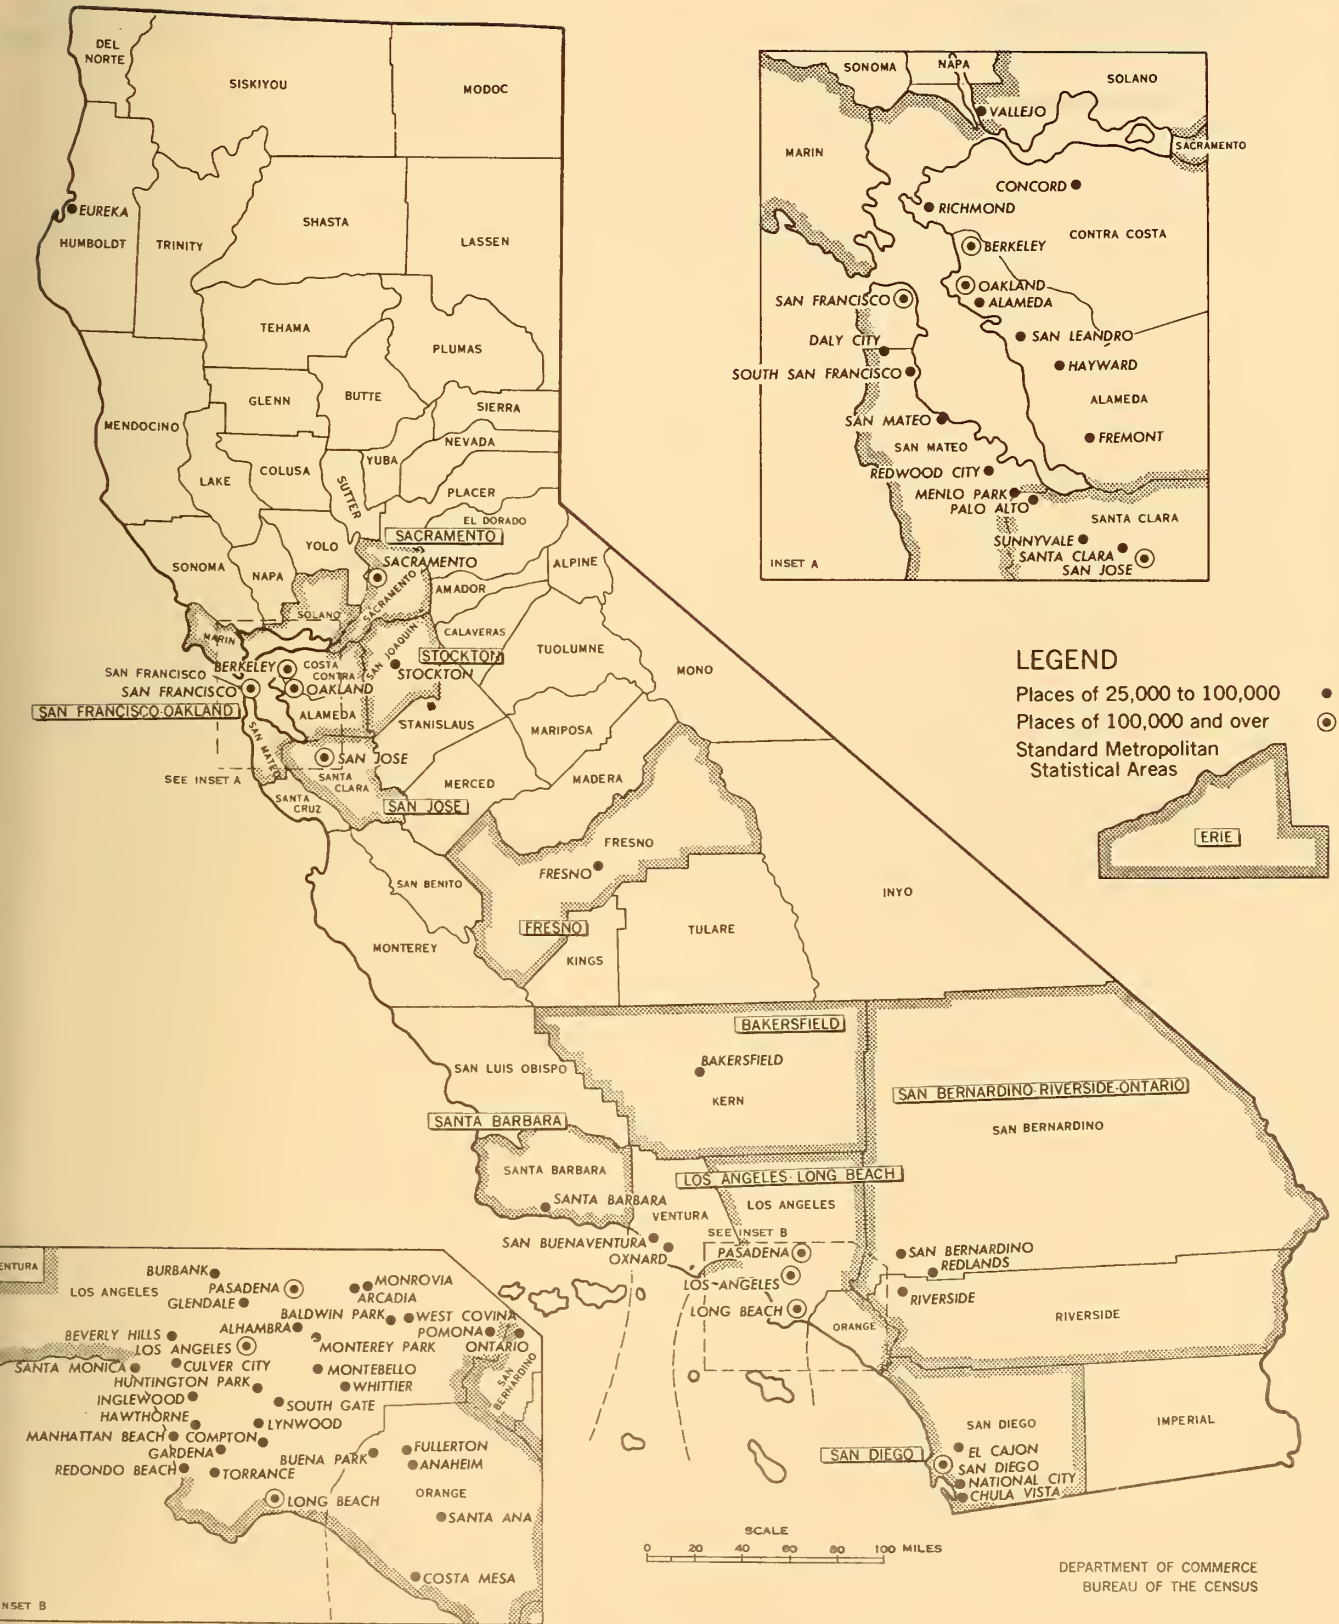 DEL
NORTE
SISKIYOU
MODOC
EUREKA
HUMBOLDT
TRINITY
SHASTA
LASSEN
TEHAMA
PLUMAS
MENDOCINO
GLENN
BUTTE
SIERRA
NEVADA
LAKE
COLUSA
SUTTER
YUBA
PLACER
EL DORADO
SACRAMENTO
SACRAMENTO
SACRAMENTO
SONOMA
NAPA
YOLO
SOLANO
MARIN
AMADOR
ALPINE
CALAVERAS
TUOLUMNE
MONO
SAN JOAQUIN
STOCKTON
STOCKTON
STANISLAUS
SAN FRANCISCO
BERKELEY
COSTA
CONTRA
SAN FRANCISCO
OAKLAND
SAN FRANCISCO-OAKLAND
ALAMEDA
SAN MATEO
SAN JOSE
SANTA
CLARA
SEE INSET A
SANTA
CRUZ
SAN JOSE
MERCED
MARIPOSA
MADERA
FRESNO
FRESNO
FRESNO
SAN BENITO
MONTEREY
KINGS
TULARE
INYO
SAN LUIS OBISPO
BAKERSFIELD
BAKERSFIELD
KERN
SAN BERNARDINO-RIVERSIDE-ONTARIO
SAN BERNARDINO
SANTA BARBARA
SANTA BARBARA
SANTA BARBARA
VENTURA
SAN BUENAVENTURA
OXNARD
LOS ANGELES-LONG BEACH
LOS ANGELES
SEE INSET B
PASADENA
LOS ANGELES
LONG BEACH
ORANGE
SAN BERNARDINO
REDLANDS
RIVERSIDE
RIVERSIDE
SAN DIEGO
IMPERIAL
SAN DIEGO
EL CAJON
SAN DIEGO
NATIONAL CITY
CHULA VISTA
SONOMA
NAPA
SOLANO
VALLEJO
MARIN
SACRAMENTO
CONCORD
RICHMOND
CONTRA COSTA
BERKELEY
OAKLAND
SAN FRANCISCO
ALAMEDA
DALY CITY
SAN LEANDRO
SOUTH SAN FRANCISCO
HAYWARD
ALAMEDA
SAN MATEO
SAN MATEO
FREMONT
REDWOOD CITY
MENLO PARK
PALO ALTO
SANTA CLARA
SUNNYVALE
SANTA CLARA
SAN JOSE
INSET A
LEGEND
Places of 25,000 to 100,000
Places of 100,000 and over
Standard Metropolitan
Statistical Areas
ERIE
ENTURA
LOS ANGELES
BURBANK
PASADENA
GLENDALE
MONROVIA
ARCADIA
BALDWIN PARK
WEST COVINA
BEVERLY HILLS
ALHAMBRA
POMONA
LOS ANGELES
MONTEREY PARK
ONTARIO
SANTA MONICA
CULVER CITY
MONTEBELLO
SAN
BERNARDINO
HUNTINGTON PARK
WHITTIER
INGLEWOOD
SOUTH GATE
HAWTHORNE
LYNWOOD
MANHATTAN BEACH
COMPTON
GARDENA
BUENA PARK
FULLERTON
ANAHEIM
REDONDO BEACH
TORRANCE
LONG BEACH
ORANGE
SANTA ANA
COSTA MESA
NSET B
SCALE
0 20 40 60 80 100 MILES
DEPARTMENT OF COMMERCE
BUREAU OF THE CENSUS